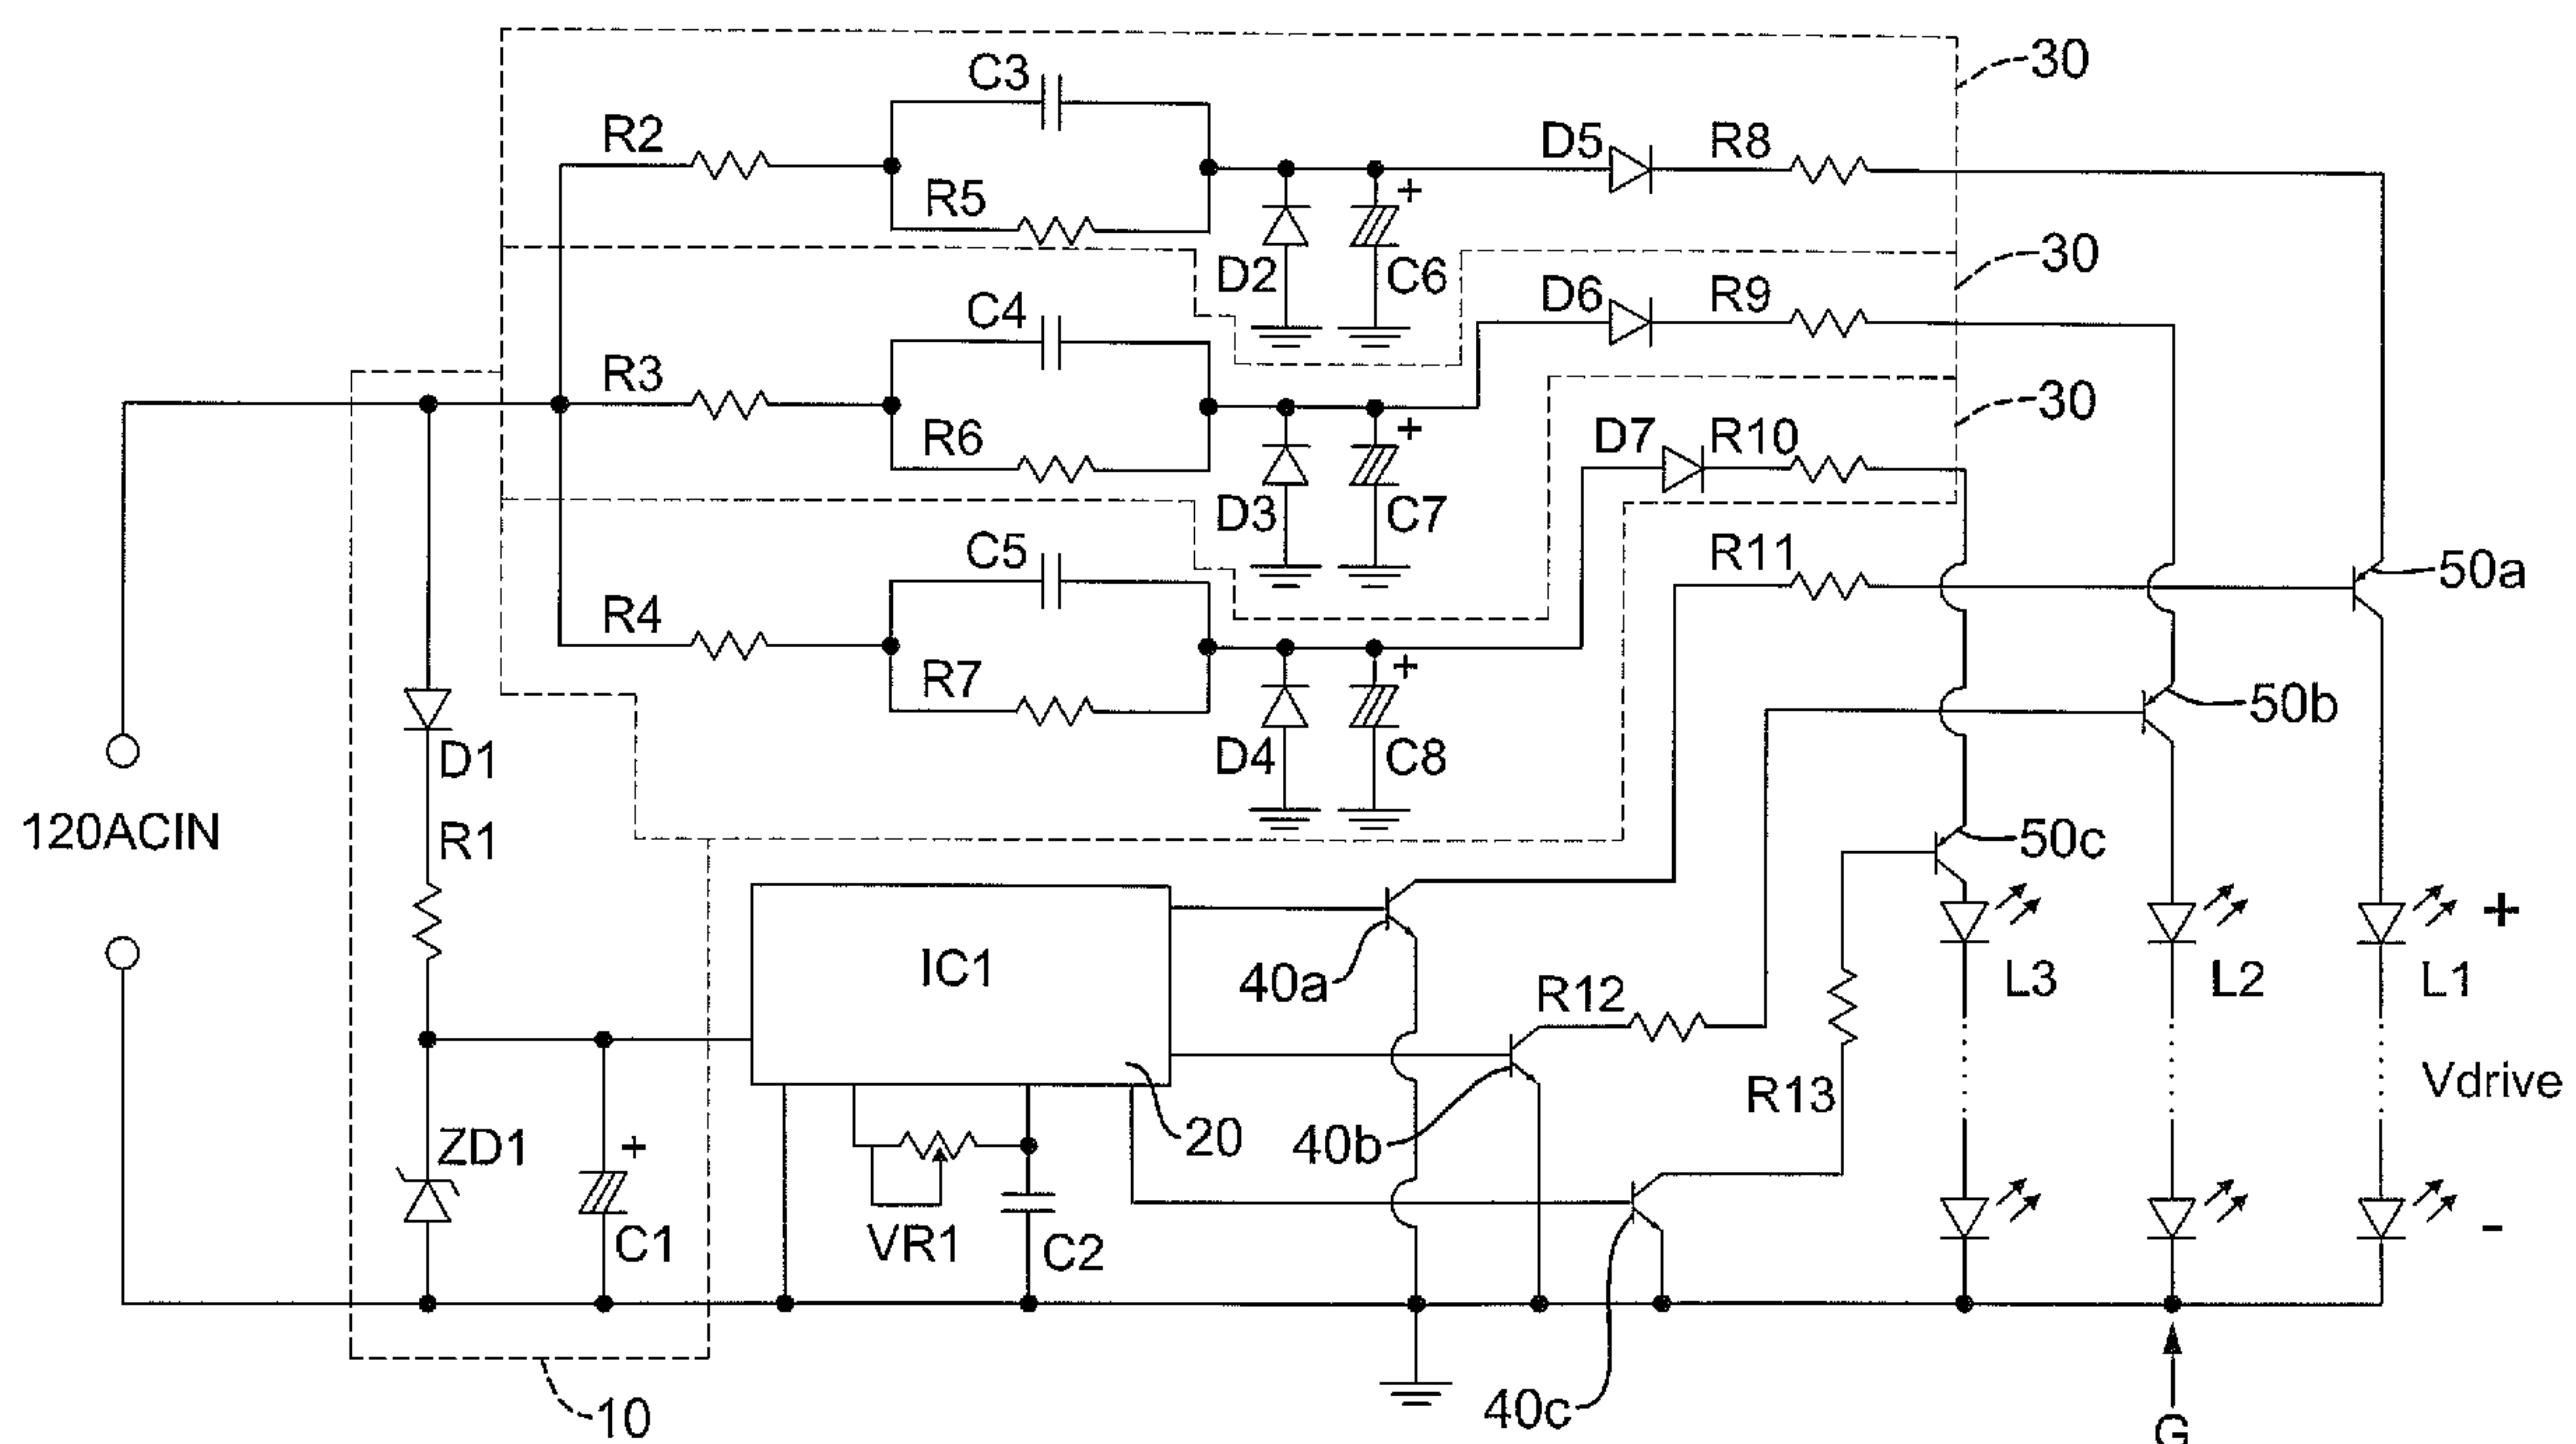 C3
30
R2
D5
R8
+
R5
D2
C6
30
D6
R9
C4
R3
30
+
R6
D7
R10
D3
C7
C5
R11
50a
R4
+
R7
50b
D4
C8
D1
120ACIN
R1
50c
+
IC1
40a
L3
L2
L1
R12
Vdrive
R13
20
40b
ZD1
+
-
VR1
C1
C2
40c
10
G